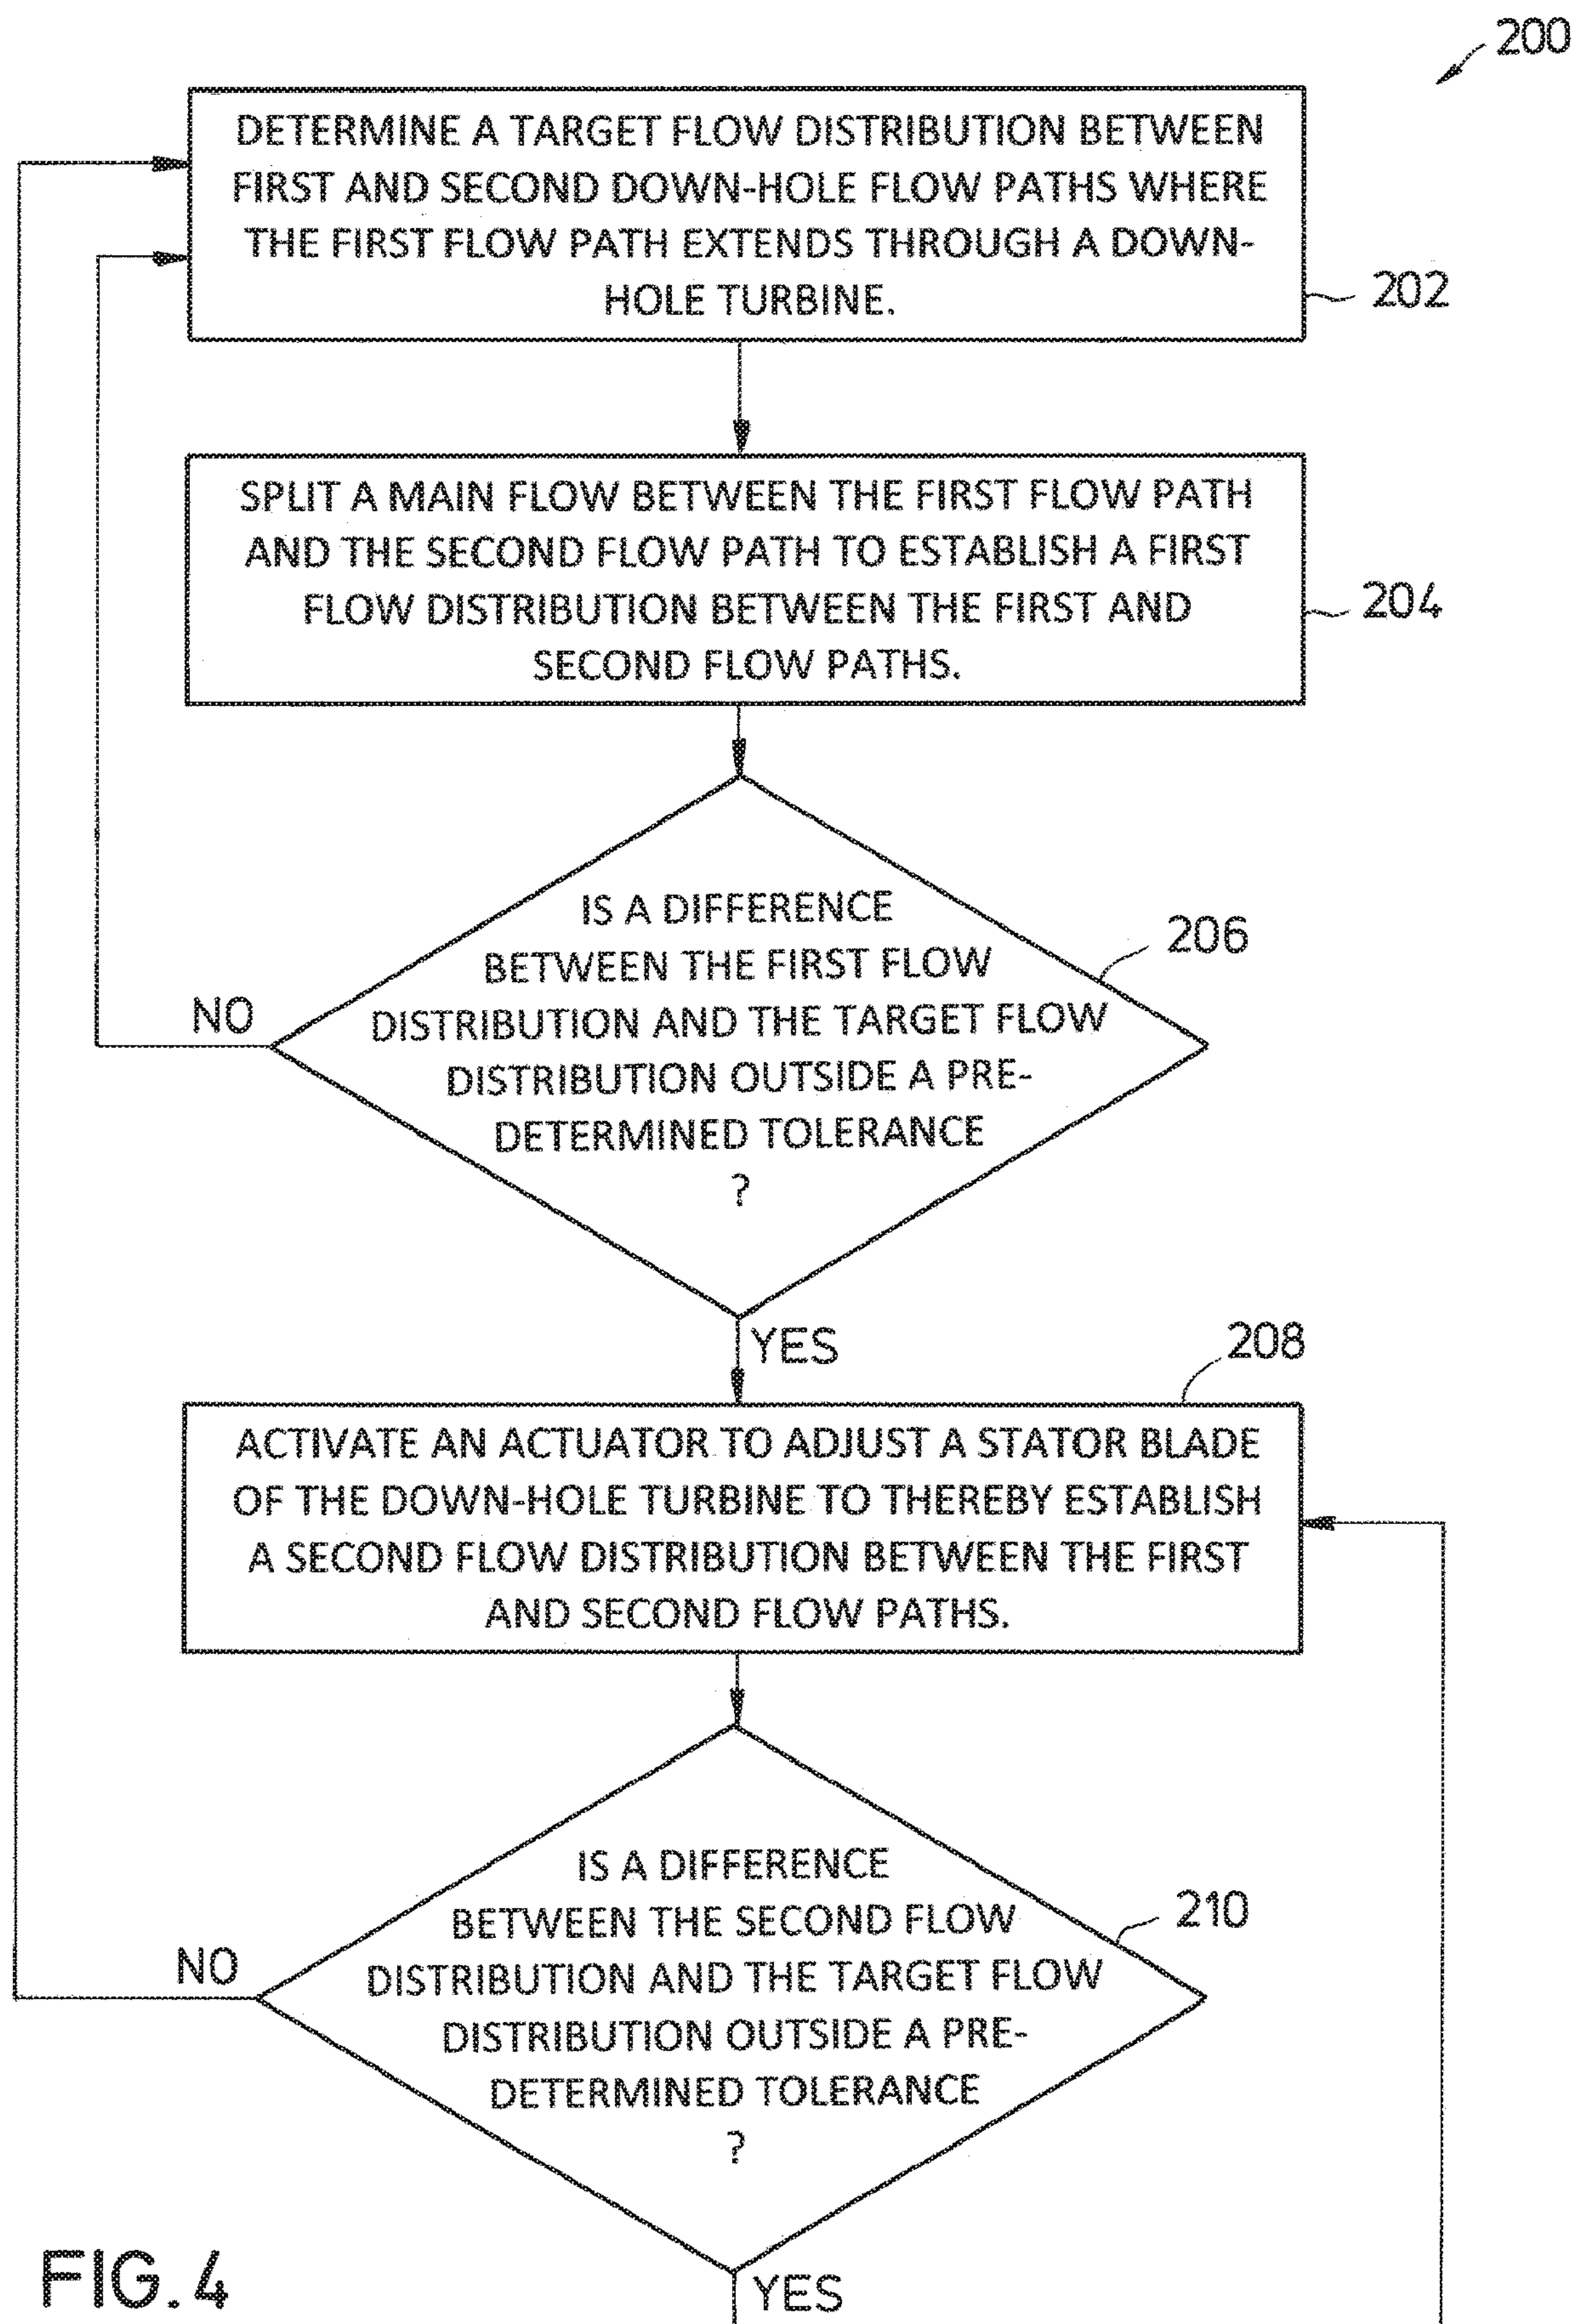 200
DETERMINE A TARGET FLOW DISTRIBUTION BETWEEN
FIRST AND SECOND DOWN-HOLE FLOW PATHS WHERE
THE FIRST FLOW PATH EXTENDS THROUGH A DOWN-
HOLE TURBINE.
202
SPLIT A MAIN FLOW BETWEEN THE FIRST FLOW PATH
AND THE SECOND FLOW PATH TO ESTABLISH A FIRST
FLOW DISTRIBUTION BETWEEN THE FIRST AND
SECOND FLOW PATHS.
204
IS A DIFFERENCE
BETWEEN THE FIRST FLOW
DISTRIBUTION AND THE TARGET FLOW
DISTRIBUTION OUTSIDE A PRE-
DETERMINED TOLERANCE
?
206
NO
YES
208
ACTIVATE AN ACTUATOR TO ADJUST A STATOR BLADE
OF THE DOWN-HOLE TURBINE TO THEREBY ESTABLISH
A SECOND FLOW DISTRIBUTION BETWEEN THE FIRST
AND SECOND FLOW PATHS.
IS A DIFFERENCE
BETWEEN THE SECOND FLOW
DISTRIBUTION AND THE TARGET FLOW
DISTRIBUTION OUTSIDE A PRE-
DETERMINED TOLERANCE
?
210
NO
YES
FIG. 4